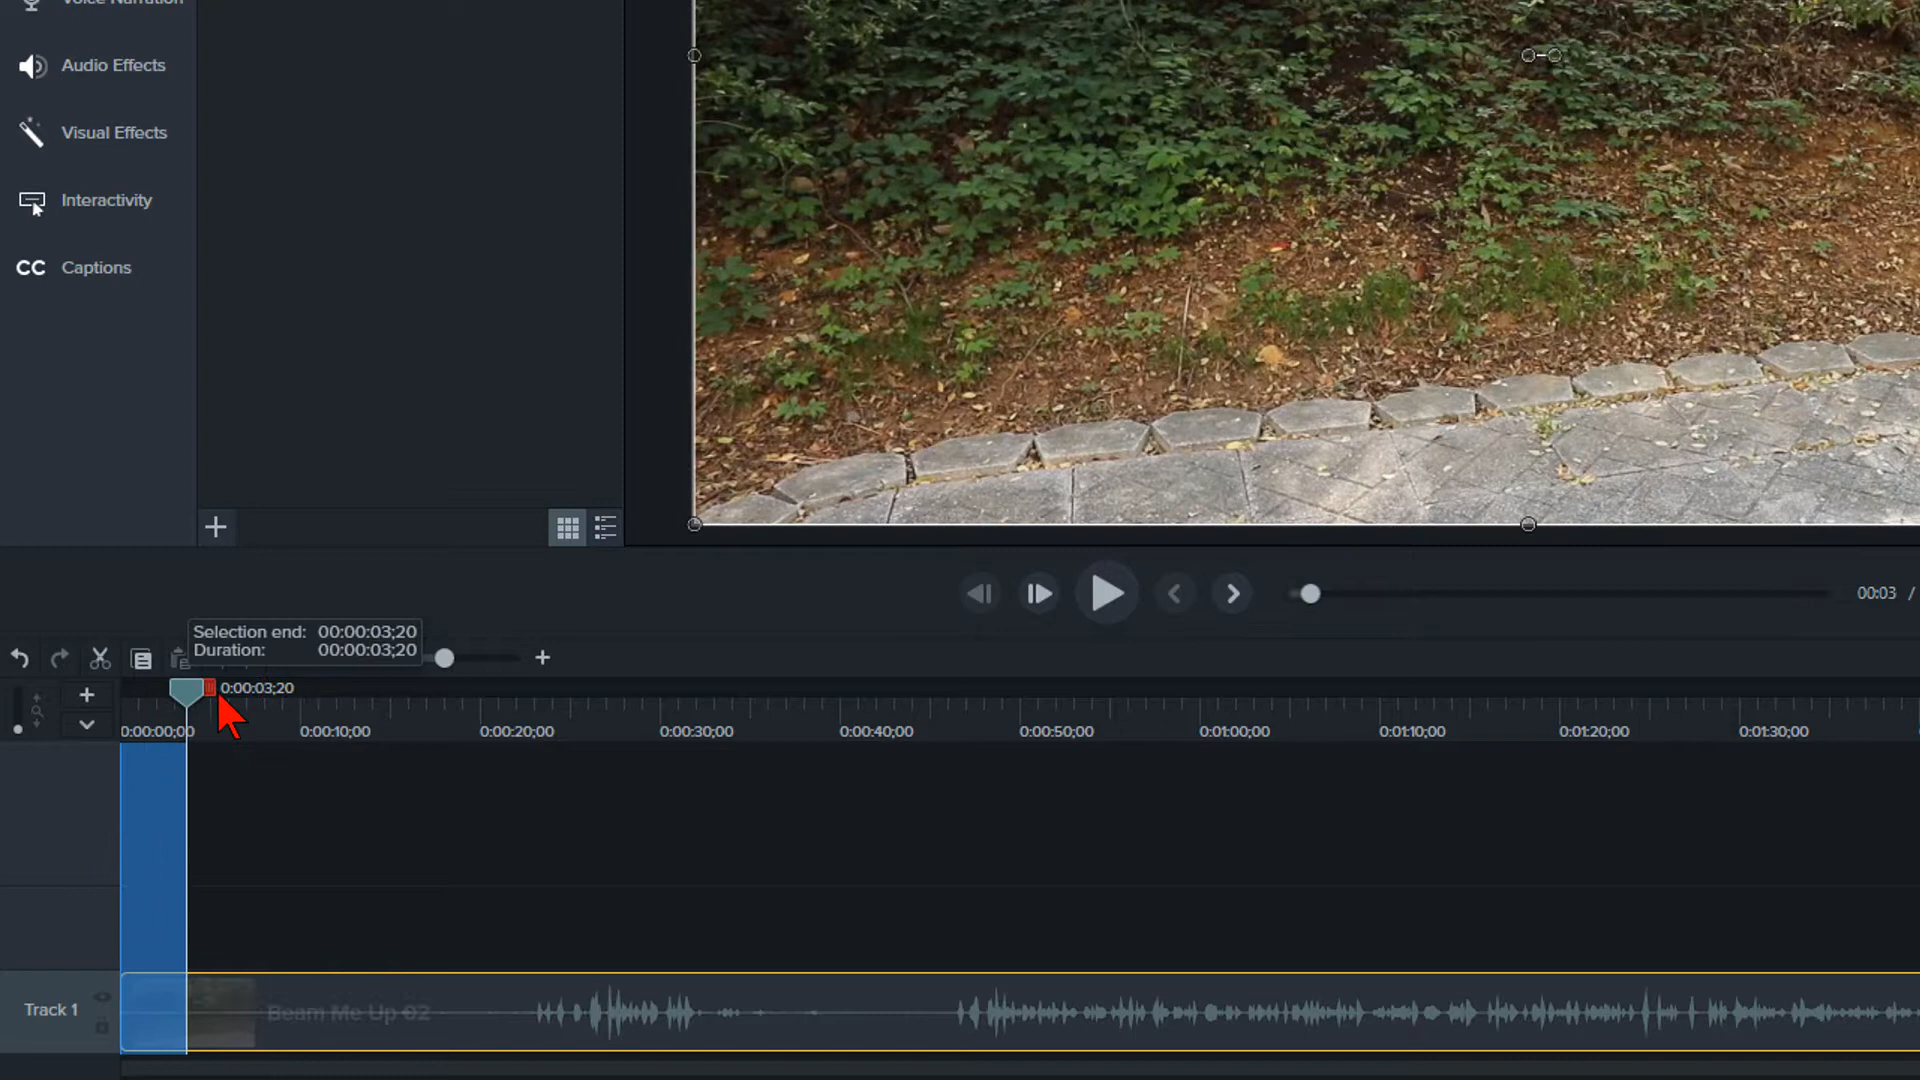 Voice Narration
Audio Effects
Visual Effects
Interactivity
CC Captions
00:03 /
Selection end: 00:00:03;20
Duration: 00:00:03;20
0:00:03;20
0:00:00;00 0:00:10;00 0:00:20;00 0:00:30;00 0:00:40;00 0:00:50;00 0:01:00;00 0:01:10;00 0:01:20;00 0:01:30;00
Track 1
Beam Me Up 02